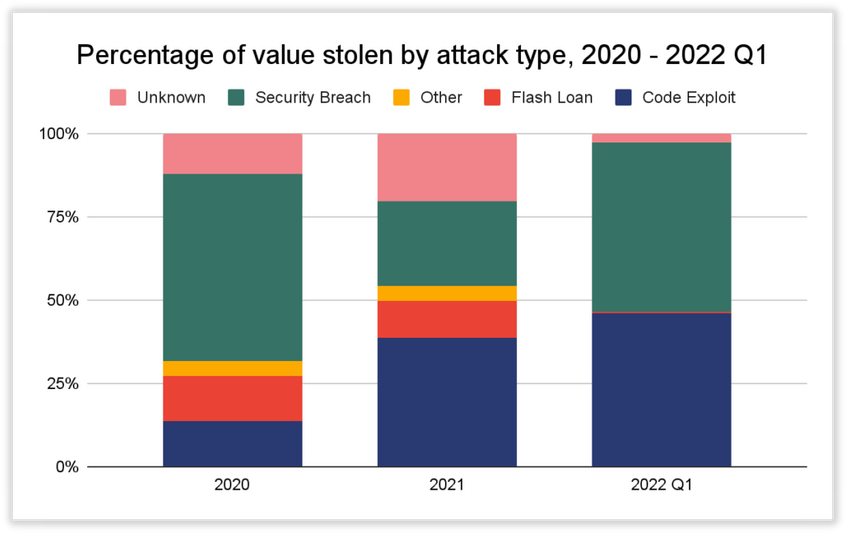 Percentage of value stolen by attack type, 2020 - 2022 Q1
Unknown Security Breach Other Flash Loan Code Exploit
100%
75%
50%
25%
0%
2020 2021 2022 Q1